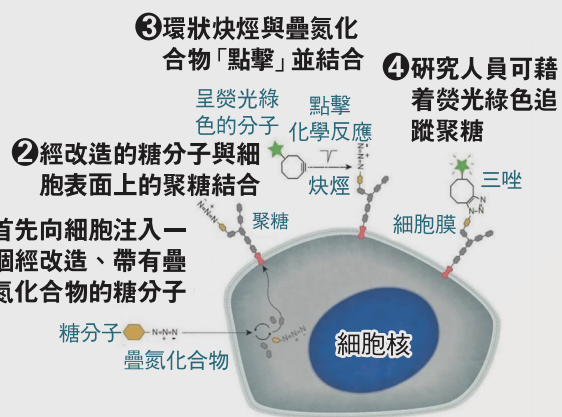 ❸環狀炔烴與疊氮化
合物「點擊」並結合
❹研究人員可藉
着熒光綠色追
蹤聚糖
呈熒光綠
色的分子
點擊
化學反應
炔烴
N=N=N
三唑
N
N=N
❷經改造的糖分子與細
胞表面上的聚糖結合
N=N=N
聚糖
細胞膜
首先向細胞注入一
個經改造、帶有疊
氮化合物的糖分子
糖分子
N=N=N
疊氮化合物
N=N=N
細胞核